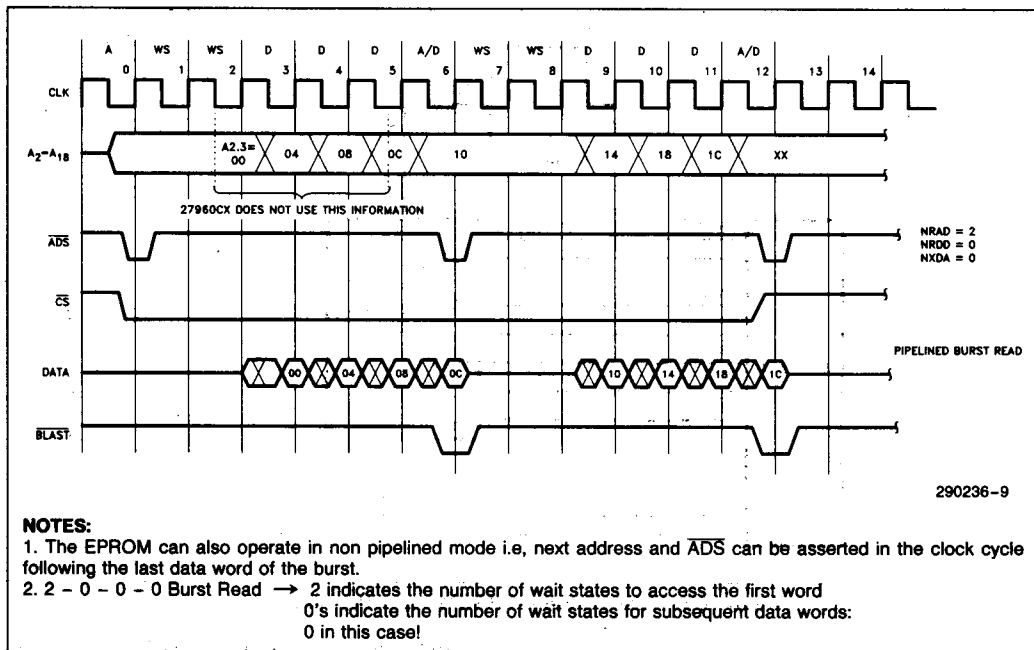 A WS WS D D D A/D WS WS D D D A/D
0 1 2 3 4 5 6 7 8 9 10 11 12 13 14
CLK
A2–A18
A2.3=
00 04 08 0C 10 14 18 1C XX
27960CX DOES NOT USE THIS INFORMATION
ADS
NRAD = 2
NRDD = 0
NXDA = 0
CS
PIPELINED BURST READ
DATA 00 04 08 0C 10 14 18 1C
BLAST
290236–9
NOTES:
1. The EPROM can also operate in non pipelined mode i.e, next address and ADS can be asserted in the clock cycle
following the last data word of the burst.
2. 2 – 0 – 0 – 0 Burst Read → 2 indicates the number of wait states to access the first word
0's indicate the number of wait states for subsequent data words:
0 in this case!